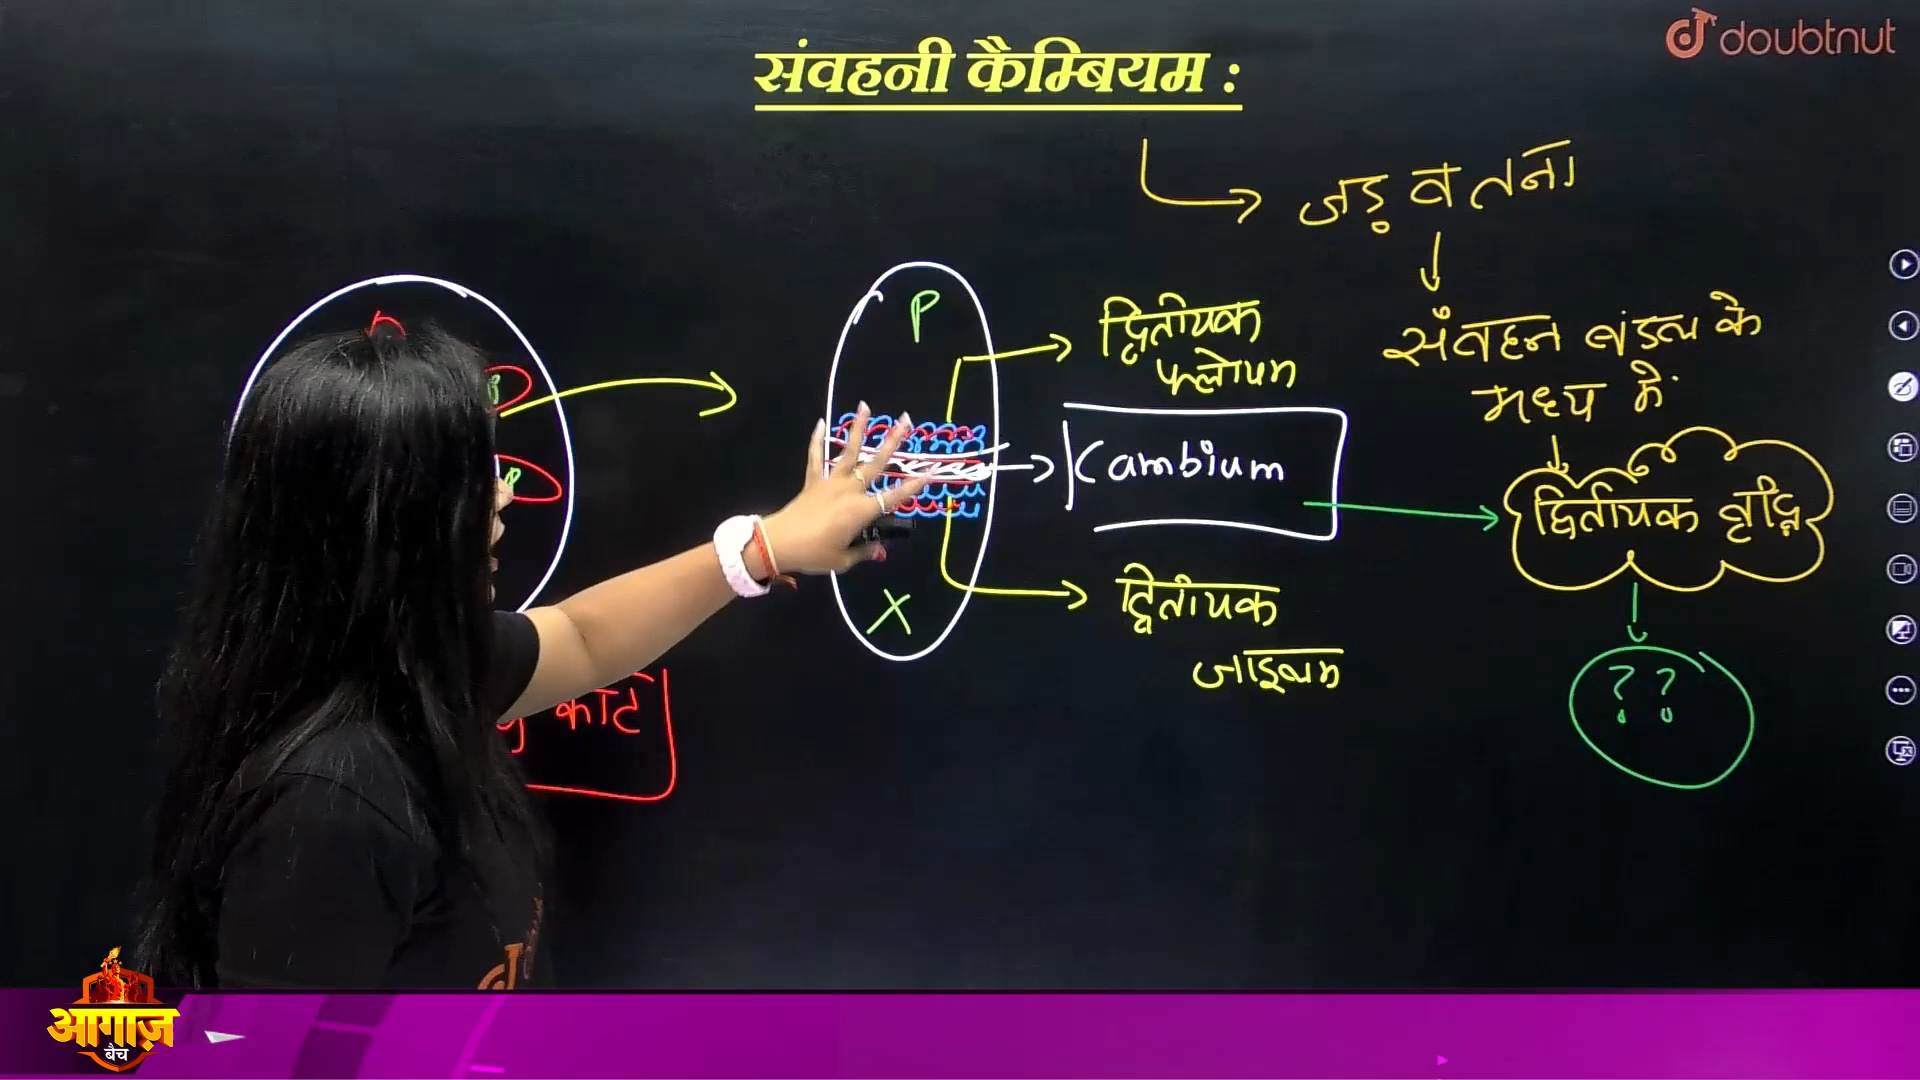 doubtnut
संवहनी कैम्बियम :
जड़ व तना
संवहन बंडल के
मध्य में
द्वितीयक वृद्धि
? ?
P
द्वितीयक
फ्लोयम
Cambium
X
द्वितीयक
जाइलम
P
काट
आगाज़
बैच